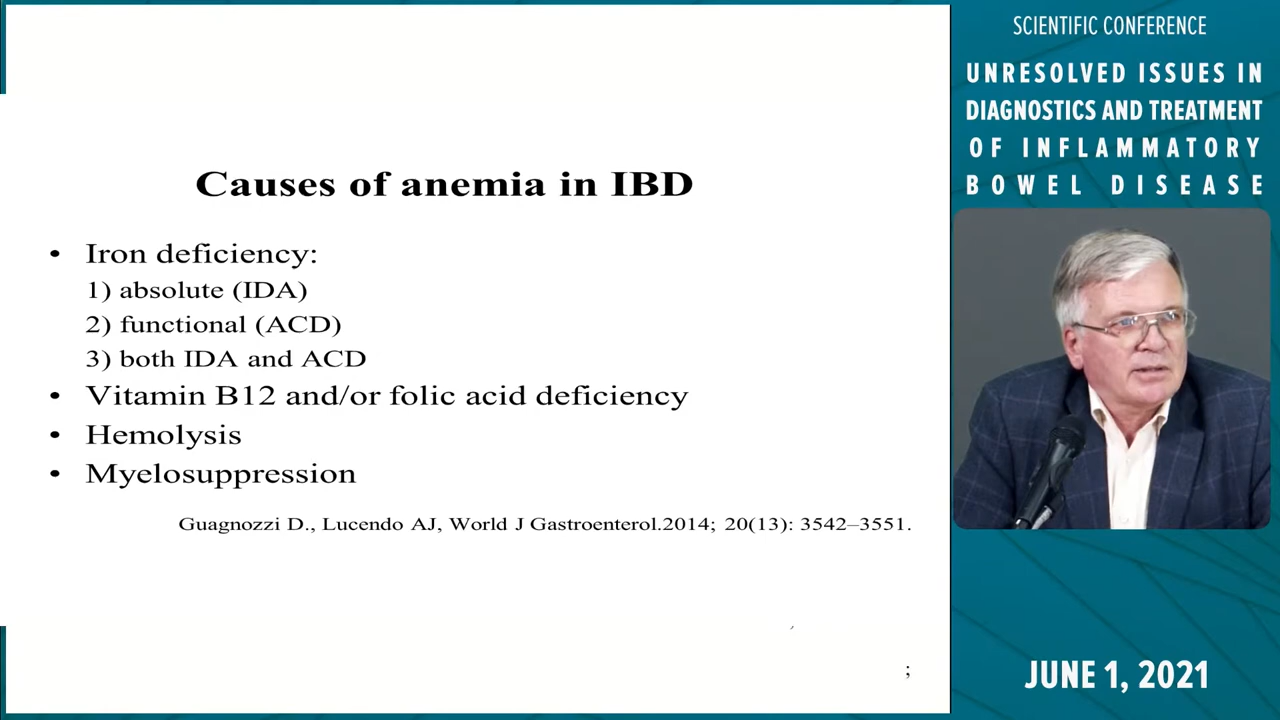 Causes of anemia in IBD
• Iron deficiency:
1) absolute (IDA)
2) functional (ACD)
3) both IDA and ACD
• Vitamin B12 and/or folic acid deficiency
• Hemolysis
• Myelosuppression
Guagnozzi D., Lucendo AJ, World J Gastroenterol.2014; 20(13): 3542–3551.
;
SCIENTIFIC CONFERENCE
UNRESOLVED ISSUES IN
DIAGNOSTICS AND TREATMENT
OF INFLAMMATORY
BOWEL DISEASE
JUNE 1, 2021